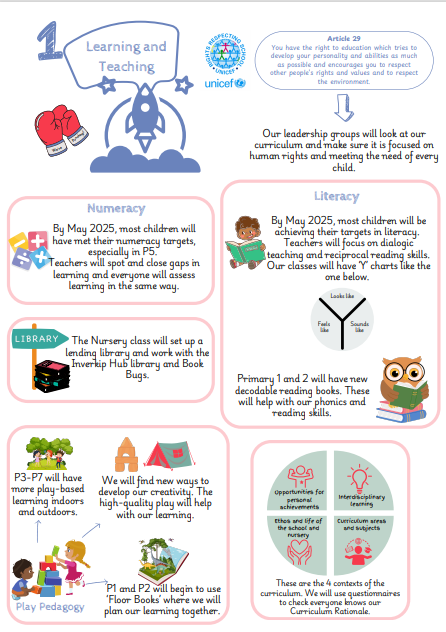 1
Learning and
Teaching
RIGHTS RESPECTING SCHOOLS
UNICEF
unicef
Article 29
You have the right to education which tries to
develop your personality and abilities as much
as possible and encourages you to respect
other people's rights and values and to respect
the environment.
Our leadership groups will look at our
curriculum and make sure it is focused on
human rights and meeting the need of every
child.
Numeracy
By May 2025, most children will
have met their numeracy targets,
especially in P5.
Teachers will spot and close gaps in
learning and everyone will assess
learning in the same way.
LIBRARY
The Nursery class will set up a
lending library and work with the
Inverkip Hub library and Book
Bugs.
Literacy
By May 2025, most children will be
achieving their targets in literacy.
Teachers will focus on dialogic
teaching and reciprocal reading skills.
Our classes will have 'Y' charts like the
one below.
Looks like
Feels
like
Sounds
like
Primary 1 and 2 will have new
decodable reading books. These
will help with our phonics and
reading skills.
P3-P7 will have
more play-based
learning indoors
and outdoors.
We will find new ways to
develop our creativity. The
high-quality play will help
with our learning.
Play Pedagogy
P1 and P2 will begin to use
'Floor Books' where we will
plan our learning together.
Opportunities for
personal
achievements
Interdisciplinary
learning
Ethos and life of
the school and
nursery
Curriculum areas
and subjects
These are the 4 contexts of the
curriculum. We will use questionnaires
to check everyone knows our
Curriculum Rationale.